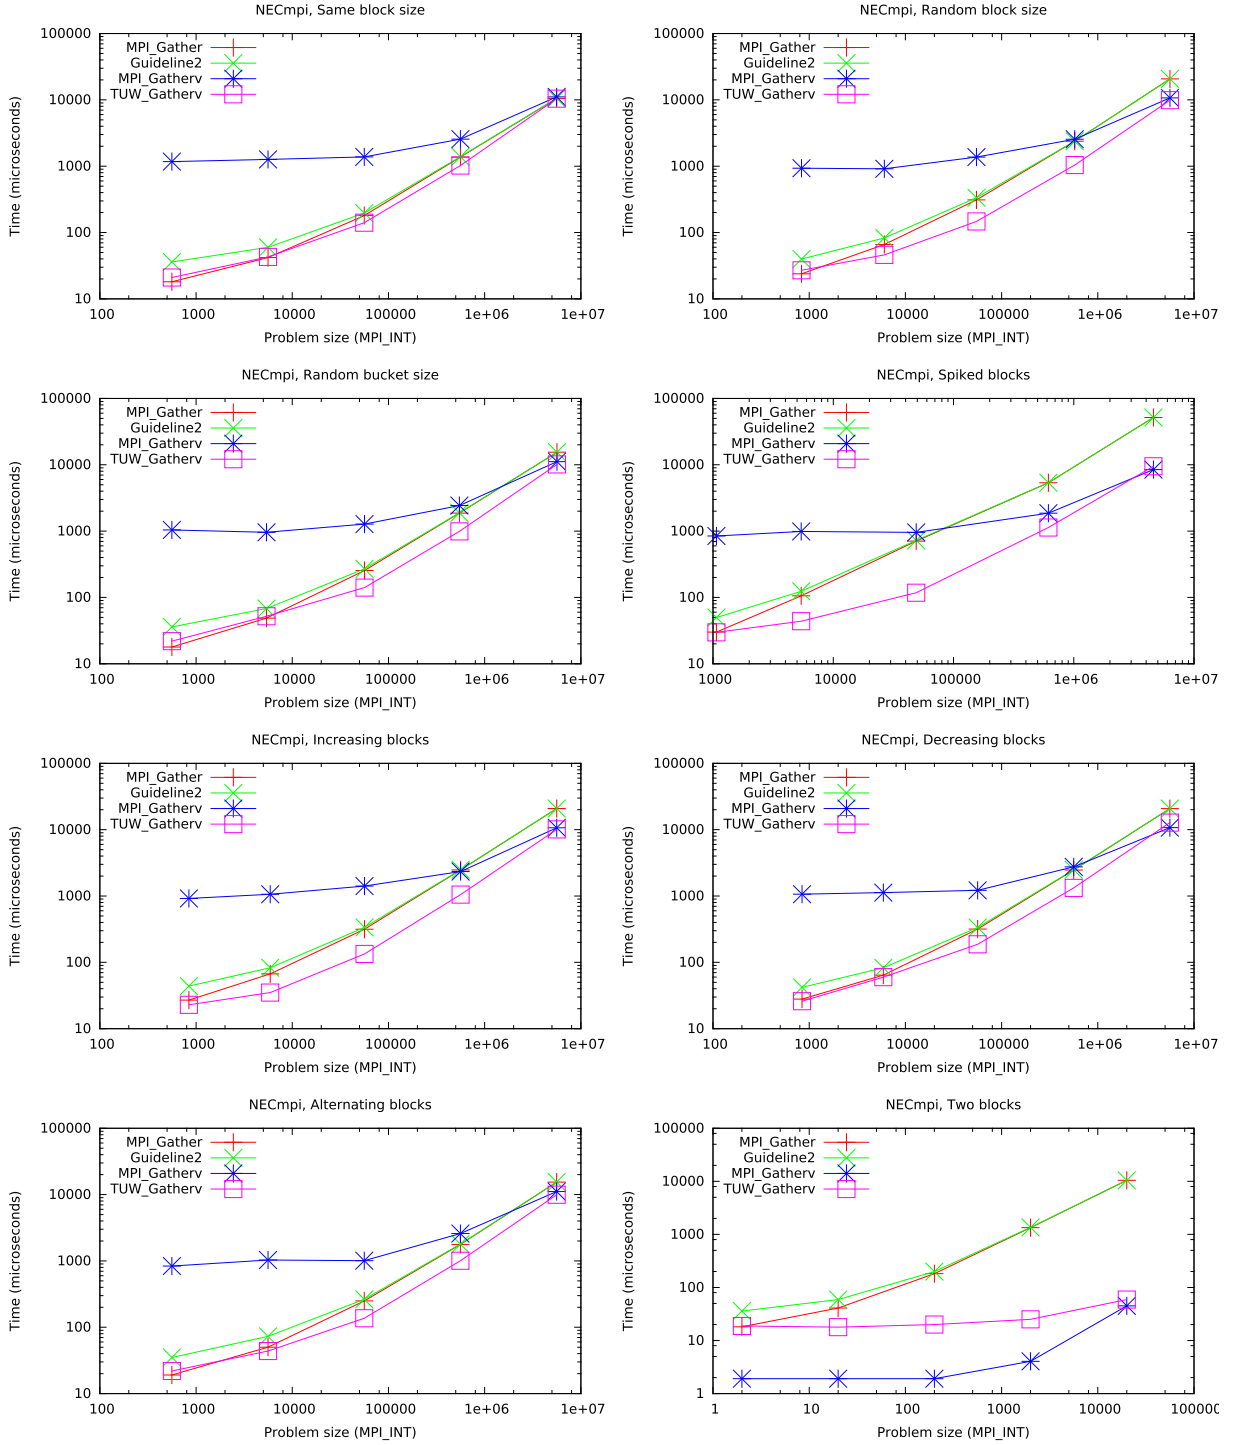 NECmpi, Same block size
100000
10000
1000
100
10
100
1000
10000
100000
1e+06
1e+07
Time (microseconds)
Problem size (MPI_INT)
MPI_Gather
Guideline2
MPI_Gatherv
TUW_Gatherv
NECmpi, Random block size
100000
10000
1000
100
10
100
1000
10000
100000
1e+06
1e+07
Time (microseconds)
Problem size (MPI_INT)
MPI_Gather
Guideline2
MPI_Gatherv
TUW_Gatherv
NECmpi, Random bucket size
100000
10000
1000
100
10
100
1000
10000
100000
1e+06
1e+07
Time (microseconds)
Problem size (MPI_INT)
MPI_Gather
Guideline2
MPI_Gatherv
TUW_Gatherv
NECmpi, Spiked blocks
100000
10000
1000
100
10
1000
10000
100000
1e+06
1e+07
Time (microseconds)
Problem size (MPI_INT)
MPI_Gather
Guideline2
MPI_Gatherv
TUW_Gatherv
NECmpi, Increasing blocks
100000
10000
1000
100
10
100
1000
10000
100000
1e+06
1e+07
Time (microseconds)
Problem size (MPI_INT)
MPI_Gather
Guideline2
MPI_Gatherv
TUW_Gatherv
NECmpi, Decreasing blocks
100000
10000
1000
100
10
100
1000
10000
100000
1e+06
1e+07
Time (microseconds)
Problem size (MPI_INT)
MPI_Gather
Guideline2
MPI_Gatherv
TUW_Gatherv
NECmpi, Alternating blocks
100000
10000
1000
100
10
100
1000
10000
100000
1e+06
1e+07
Time (microseconds)
Problem size (MPI_INT)
MPI_Gather
Guideline2
MPI_Gatherv
TUW_Gatherv
NECmpi, Two blocks
100000
10000
1000
100
10
1
1
10
100
1000
10000
100000
Time (microseconds)
Problem size (MPI_INT)
MPI_Gather
Guideline2
MPI_Gatherv
TUW_Gatherv